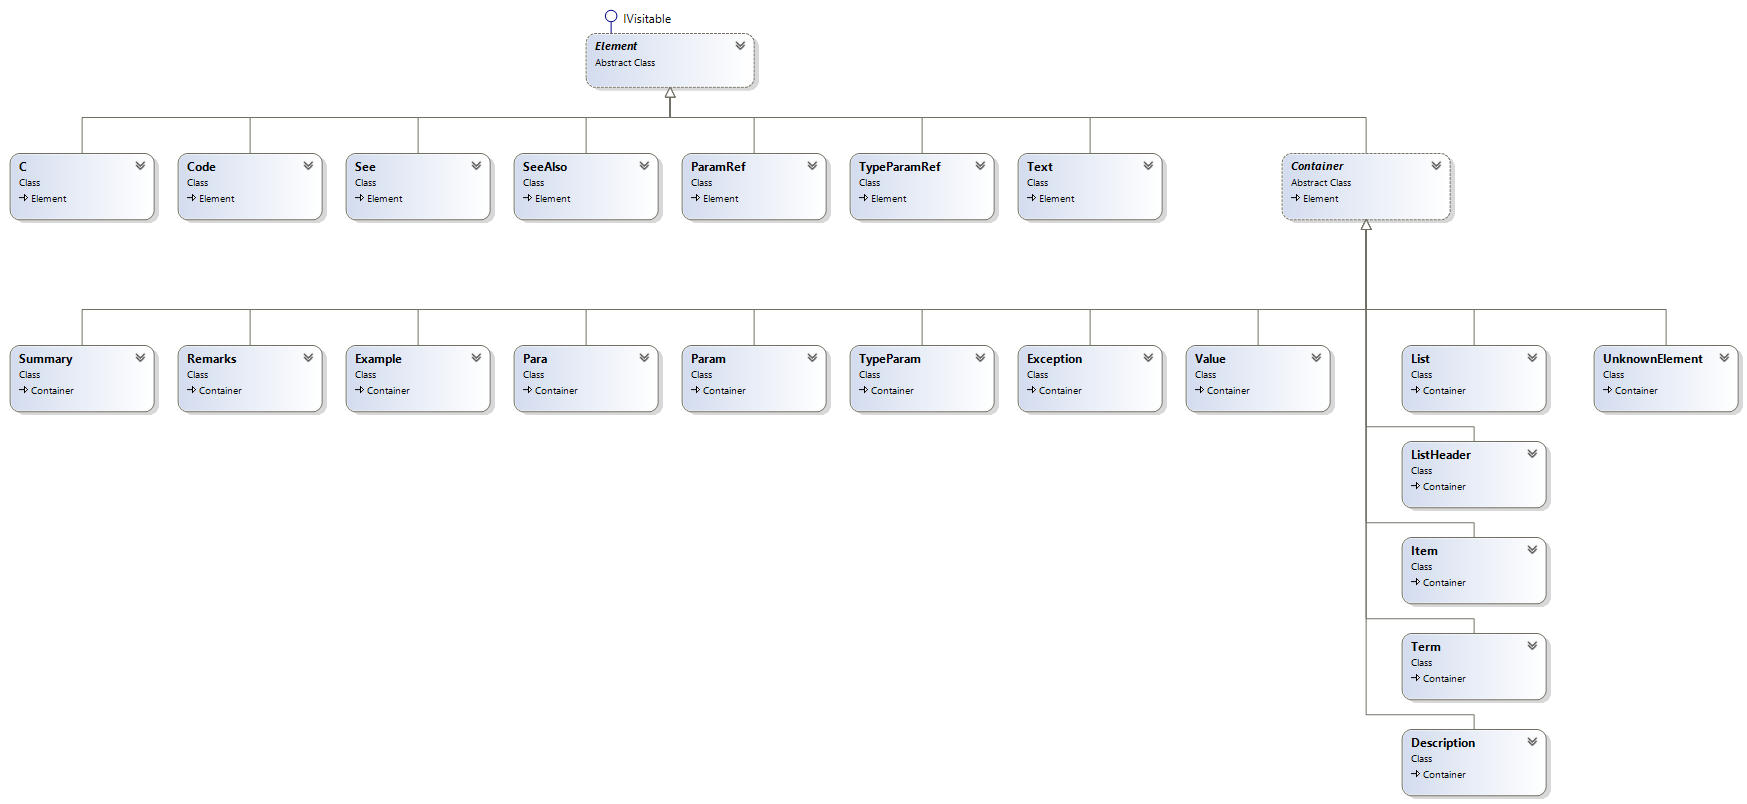 IVisitable
Element
Abstract Class
C
Class
Element
Code
Class
Element
See
Class
Element
SeeAlso
Class
Element
ParamRef
Class
Element
TypeParamRef
Class
Element
Text
Class
Element
Container
Abstract Class
Element
Summary
Class
Container
Remarks
Class
Container
Example
Class
Container
Para
Class
Container
Param
Class
Container
TypeParam
Class
Container
Exception
Class
Container
Value
Class
Container
List
Class
Container
UnknownElement
Class
Container
ListHeader
Class
Container
Item
Class
Container
Term
Class
Container
Description
Class
Container